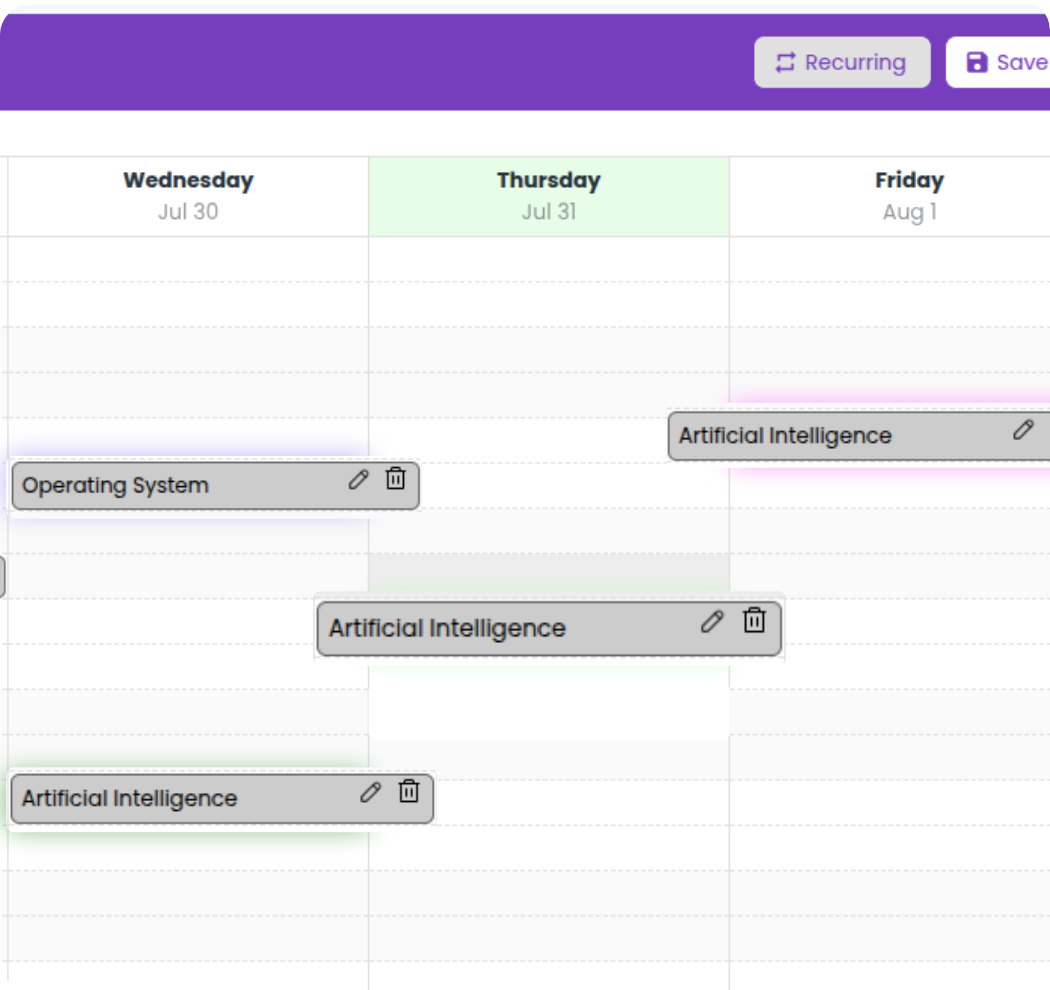 Recurring
Save
Wednesday
Jul 30
Thursday
Jul 31
Friday
Aug 1
Artificial Intelligence
Operating System
Artificial Intelligence
Artificial Intelligence